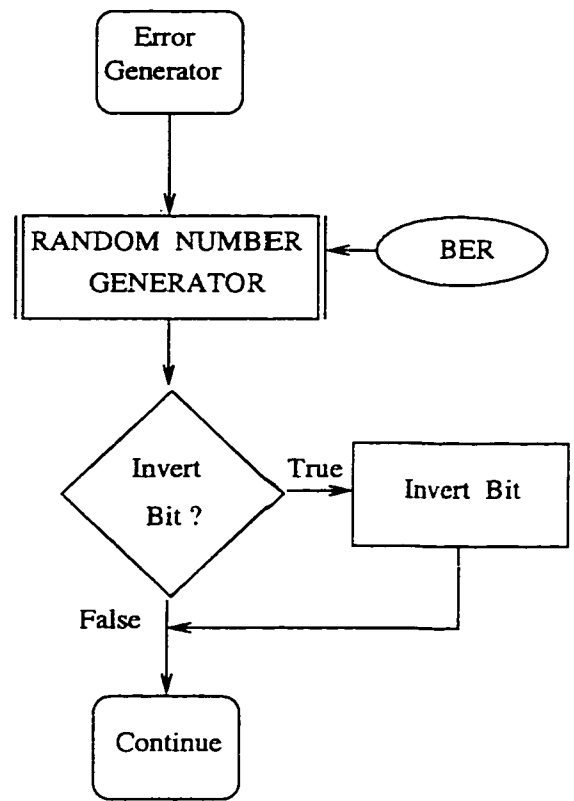 Error
Generator
RANDOM NUMBER
GENERATOR
BER
Invert
Bit ?
True
Invert Bit
False
Continue